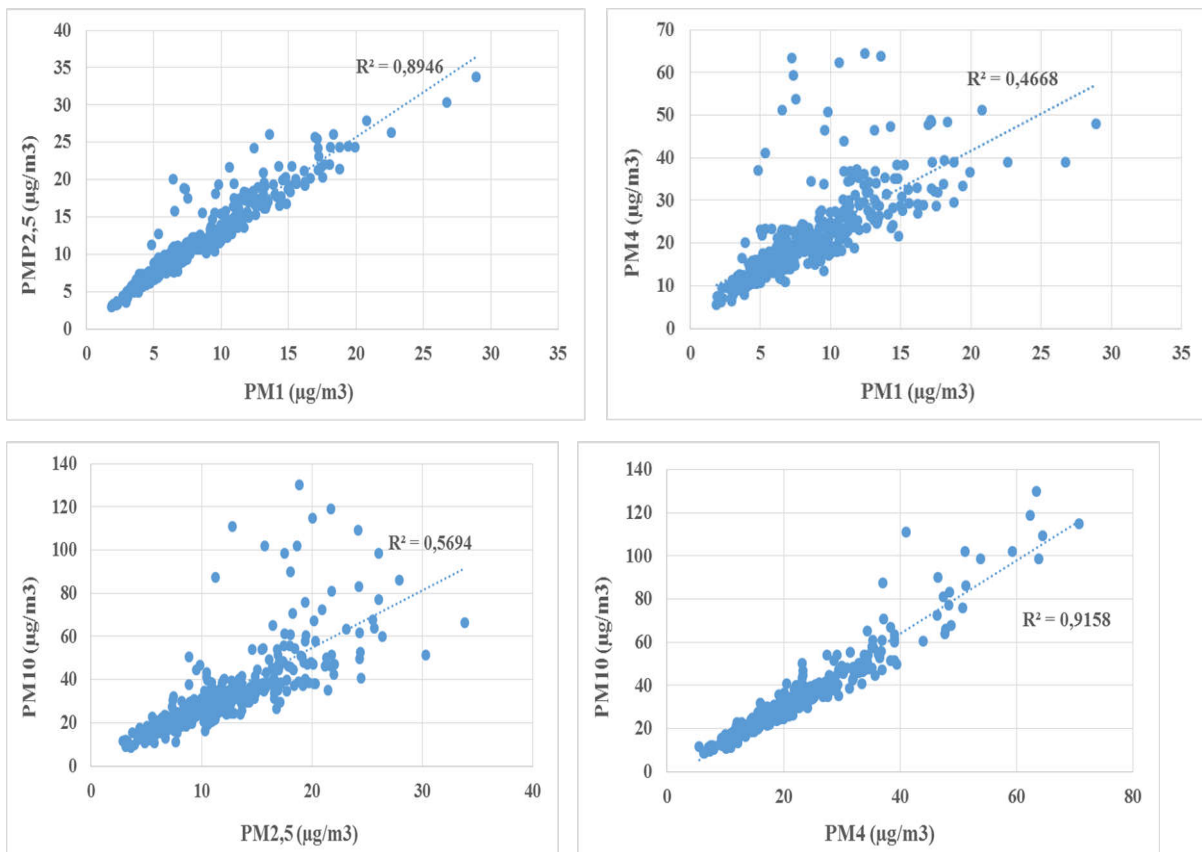 40
35
30
25
20
15
10
5
0
PMP2,5 (µg/m3)
R² = 0,8946
0 5 10 15 20 25 30 35
PM1 (µg/m3)
70
60
50
40
30
20
10
0
PM4 (µg/m3)
R² = 0,4668
0 5 10 15 20 25 30 35
PM1 (µg/m3)
140
120
100
80
60
40
20
0
PM10 (µg/m3)
R² = 0,5694
0 10 20 30 40
PM2,5 (µg/m3)
140
120
100
80
60
40
20
0
PM10 (µg/m3)
R² = 0,9158
0 20 40 60 80
PM4 (µg/m3)